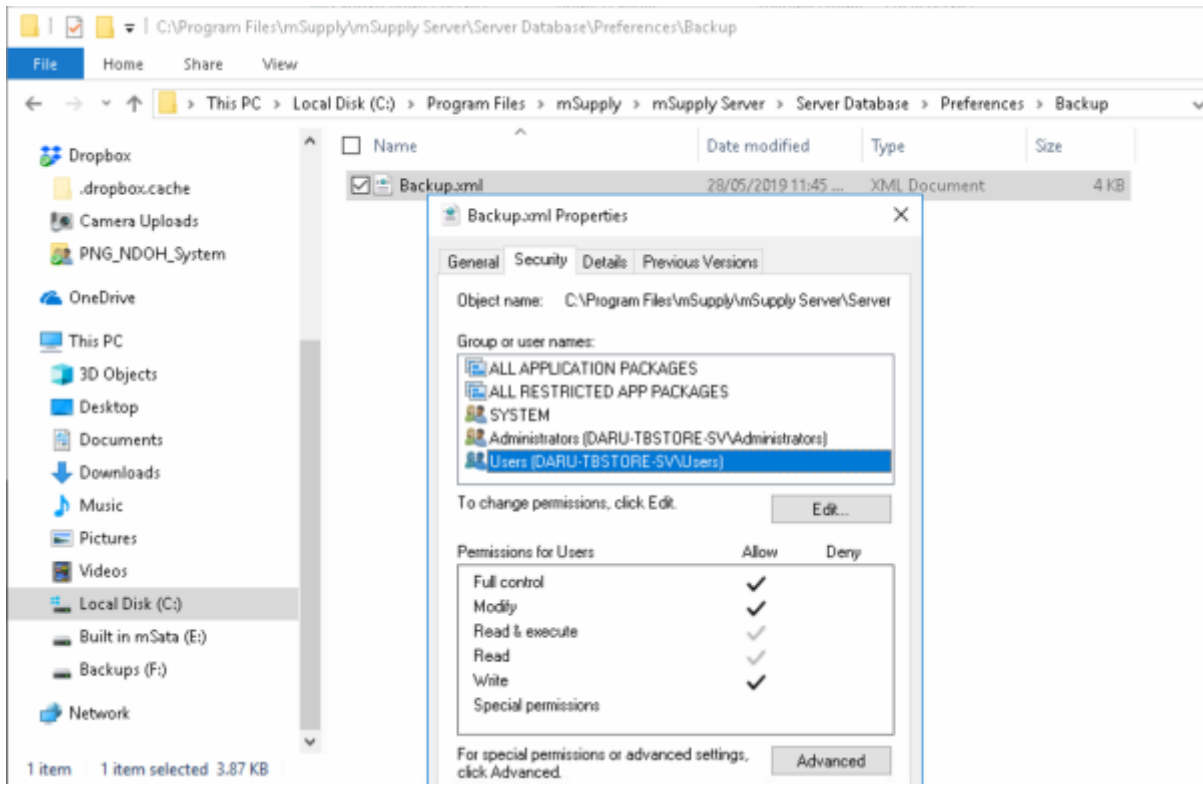 C:\Program Files\mSupply\mSupply Server\Server Database\Preferences\Backup
File Home Share View
This PC > Local Disk (C:) > Program Files > mSupply > mSupply Server > Server Database > Preferences > Backup
Name Date modified Type Size
Backup.xml 28/05/2019 11:45 ... XML Document 4 KB
Dropbox
.dropbox.cache
Camera Uploads
PNG_NDOH_System
OneDrive
This PC
3D Objects
Desktop
Documents
Downloads
Music
Pictures
Videos
Local Disk (C:)
Built in mSata (E:)
Backups (F:)
Network
1 item 1 item selected 3.87 KB
Backup.xml Properties
General Security Details Previous Versions
Object name: C:\Program Files\mSupply\mSupply Server\Server
Group or user names:
ALL APPLICATION PACKAGES
ALL RESTRICTED APP PACKAGES
SYSTEM
Administrators (DARU-TBSTORE-SV\Administrators)
Users (DARU-TBSTORE-SV\Users)
To change permissions, click Edit. Edit...
Permissions for Users Allow Deny
Full control
Modify
Read & execute
Read
Write
Special permissions
For special permissions or advanced settings, click Advanced. Advanced